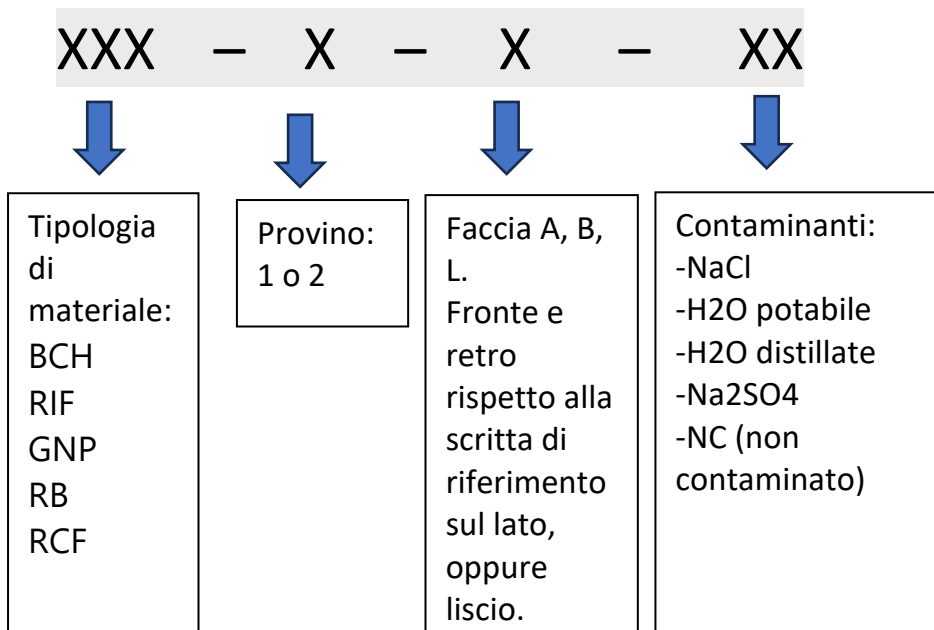 XXX – X – X – XX
Tipologia
di
materiale:
BCH
RIF
GNP
RB
RCF
Provino:
1 o 2
Faccia A, B,
L.
Fronte e
retro
rispetto alla
scritta di
riferimento
sul lato,
oppure
liscio.
Contaminanti:
-NaCl
-H2O potabile
-H2O distillate
-Na2SO4
-NC (non
contaminato)